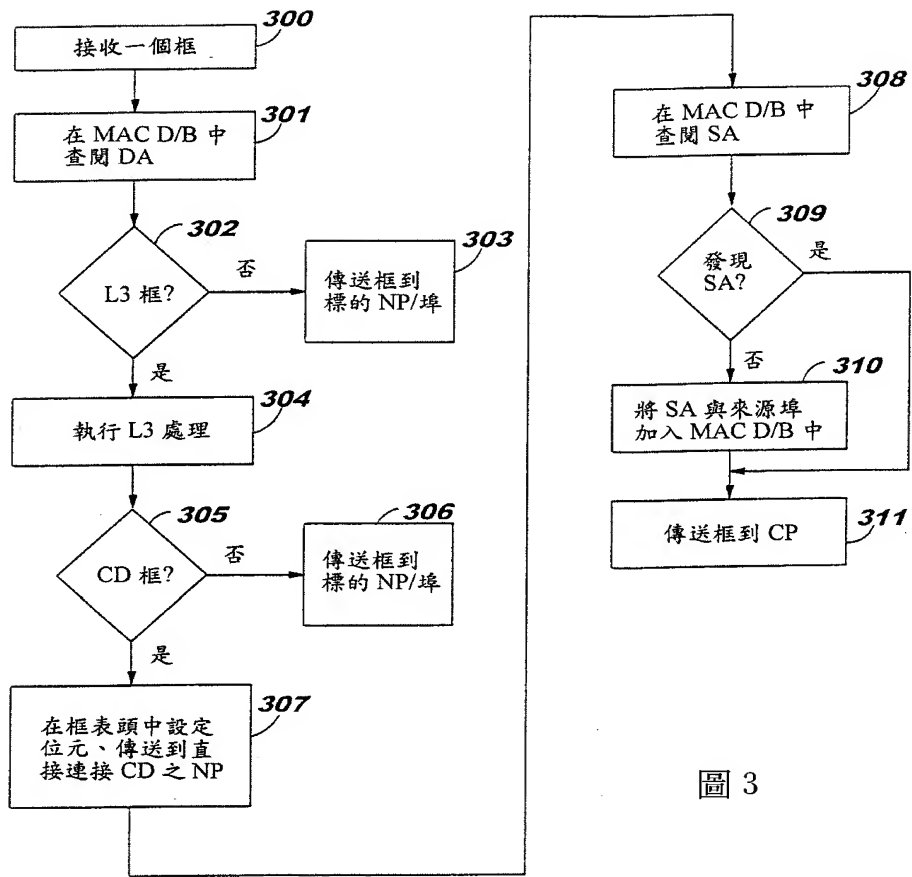 300
接收一個框
301
在 MAC D/B 中
查閱 DA
302
L3 框?
否
303
傳送框到
標的 NP/埠
是
304
執行 L3 處理
305
CD 框?
否
306
傳送框到
標的 NP/埠
是
307
在框表頭中設定
位元、傳送到直
接連接 CD 之 NP
308
在 MAC D/B 中
查閱 SA
309
發現
SA?
是
否
310
將 SA 與來源埠
加入 MAC D/B 中
傳送框到 CP
311
圖 3